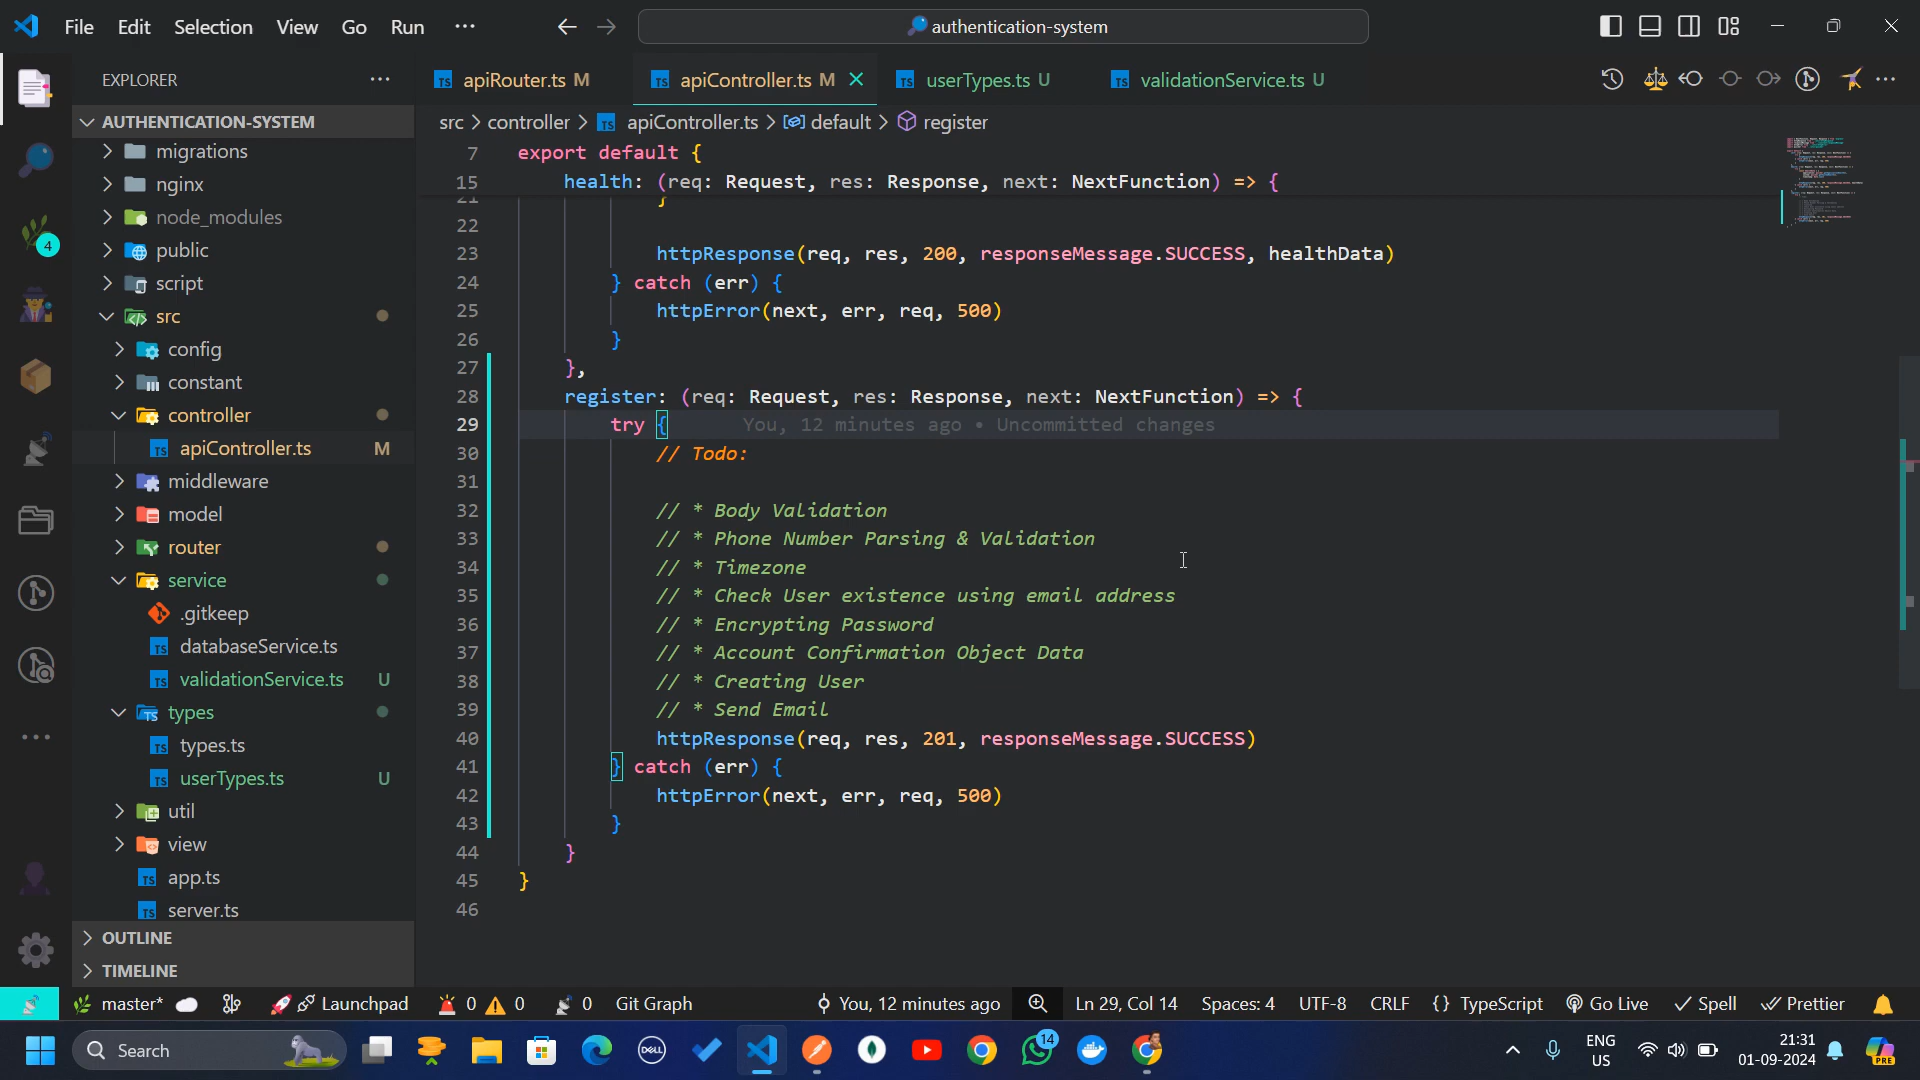 File Edit Selection View Go Run ···
authentication-system
EXPLORER ···
apiRouter.ts M
apiController.ts M
userTypes.ts U
validationService.ts U
AUTHENTICATION-SYSTEM
src > controller > apiController.ts > default > register
migrations
nginx
node_modules
public
script
src
config
constant
controller
apiController.ts M
middleware
model
router
service
.gitkeep
databaseService.ts
validationService.ts U
types
types.ts
userTypes.ts U
util
view
app.ts
server.ts
OUTLINE
TIMELINE
4
7 export default {
15 health: (req: Request, res: Response, next: NextFunction) => {
21 }
22
23 httpResponse(req, res, 200, responseMessage.SUCCESS, healthData)
24 } catch (err) {
25 httpError(next, err, req, 500)
26 }
27 },
28 register: (req: Request, res: Response, next: NextFunction) => {
29 try { You, 12 minutes ago • Uncommitted changes
30 // Todo:
31
32 // * Body Validation
33 // * Phone Number Parsing & Validation
34 // * Timezone
35 // * Check User existence using email address
36 // * Encrypting Password
37 // * Account Confirmation Object Data
38 // * Creating User
39 // * Send Email
40 httpResponse(req, res, 201, responseMessage.SUCCESS)
41 } catch (err) {
42 httpError(next, err, req, 500)
43 }
44 }
45 }
46
master* Launchpad 0 0 0 Git Graph You, 12 minutes ago Ln 29, Col 14 Spaces: 4 UTF-8 CRLF {} TypeScript Go Live Spell Prettier
Search
DELL
14
ENG
US
21:31
01-09-2024
PRE